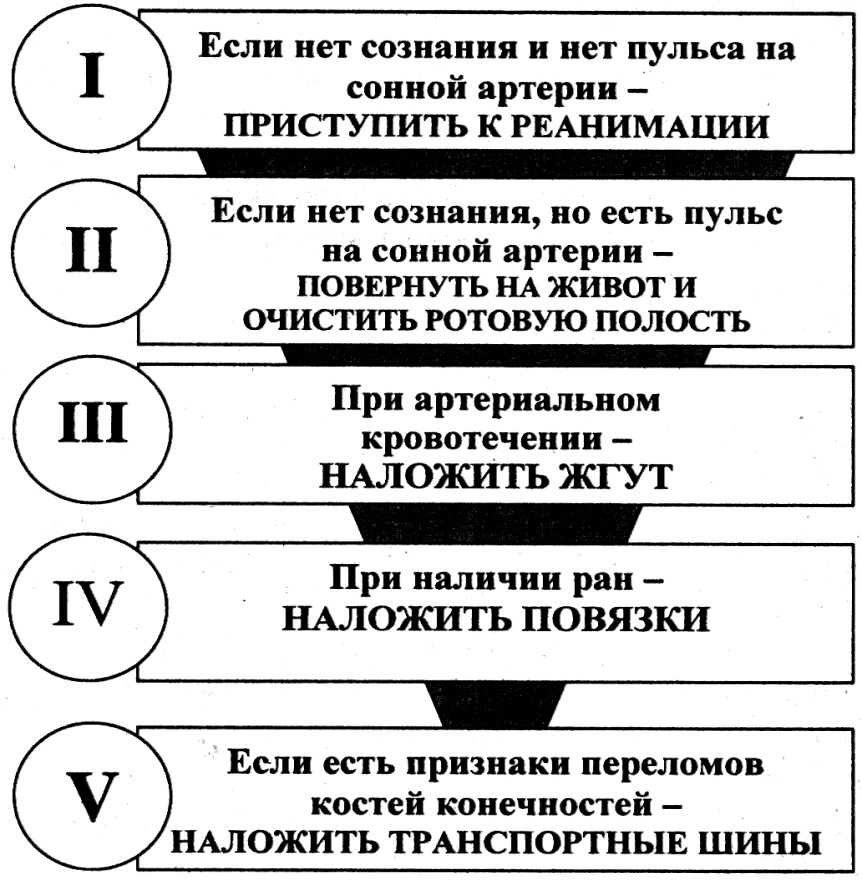 I
Если нет сознания и нет пульса на
сонной артерии –
ПРИСТУПИТЬ К РЕАНИМАЦИИ
II
Если нет сознания, но есть пульс
на сонной артерии –
ПОВЕРНУТЬ НА ЖИВОТ И
ОЧИСТИТЬ РОТОВУЮ ПОЛОСТЬ
III
При артериальном
кровотечении –
НАЛОЖИТЬ ЖГУТ
IV
При наличии ран –
НАЛОЖИТЬ ПОВЯЗКИ
V
Если есть признаки переломов
костей конечностей –
НАЛОЖИТЬ ТРАНСПОРТНЫЕ ШИНЫ